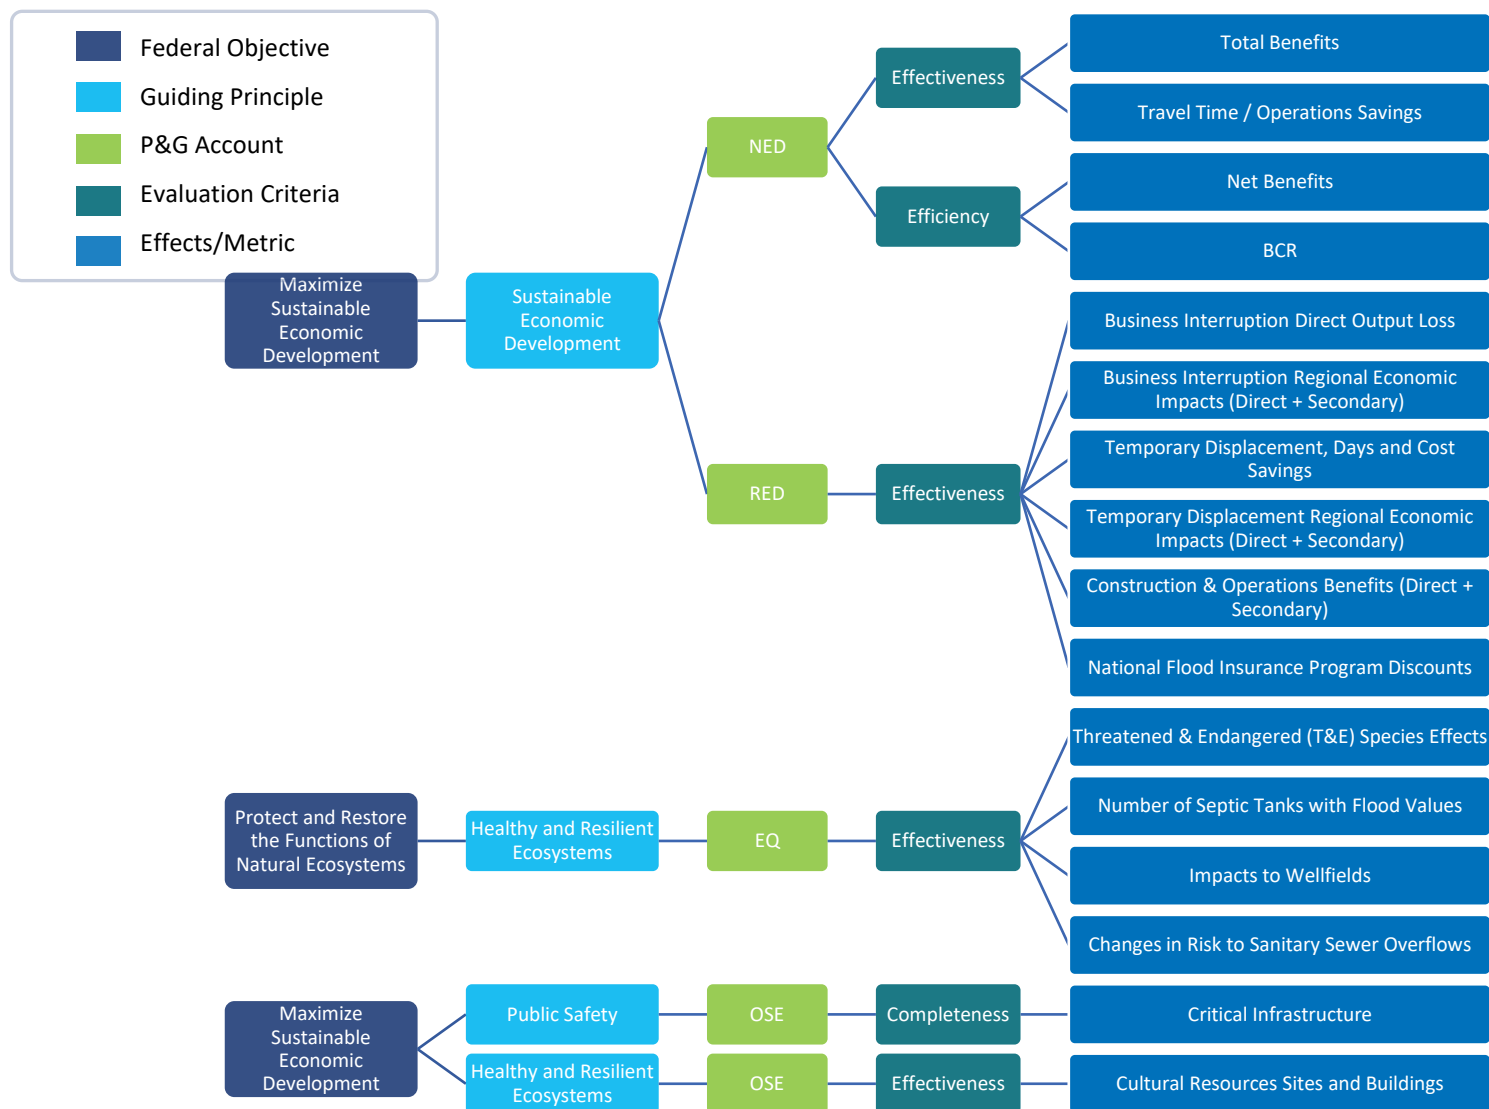 Federal Objective
Guiding Principle
P&G Account
Evaluation Criteria
Effects/Metric
Maximize
Sustainable
Economic
Development
Sustainable
Economic
Development
NED
Effectiveness
Total Benefits
Travel Time / Operations Savings
Efficiency
Net Benefits
BCR
RED
Effectiveness
Business Interruption Direct Output Loss
Business Interruption Regional Economic
Impacts (Direct + Secondary)
Temporary Displacement, Days and Cost
Savings
Temporary Displacement Regional Economic
Impacts (Direct + Secondary)
Construction & Operations Benefits (Direct +
Secondary)
National Flood Insurance Program Discounts
Protect and Restore
the Functions of
Natural Ecosystems
Healthy and Resilient
Ecosystems
EQ
Effectiveness
Threatened & Endangered (T&E) Species Effects
Number of Septic Tanks with Flood Values
Impacts to Wellfields
Changes in Risk to Sanitary Sewer Overflows
Maximize
Sustainable
Economic
Development
Public Safety
OSE
Completeness
Critical Infrastructure
Healthy and Resilient
Ecosystems
OSE
Effectiveness
Cultural Resources Sites and Buildings